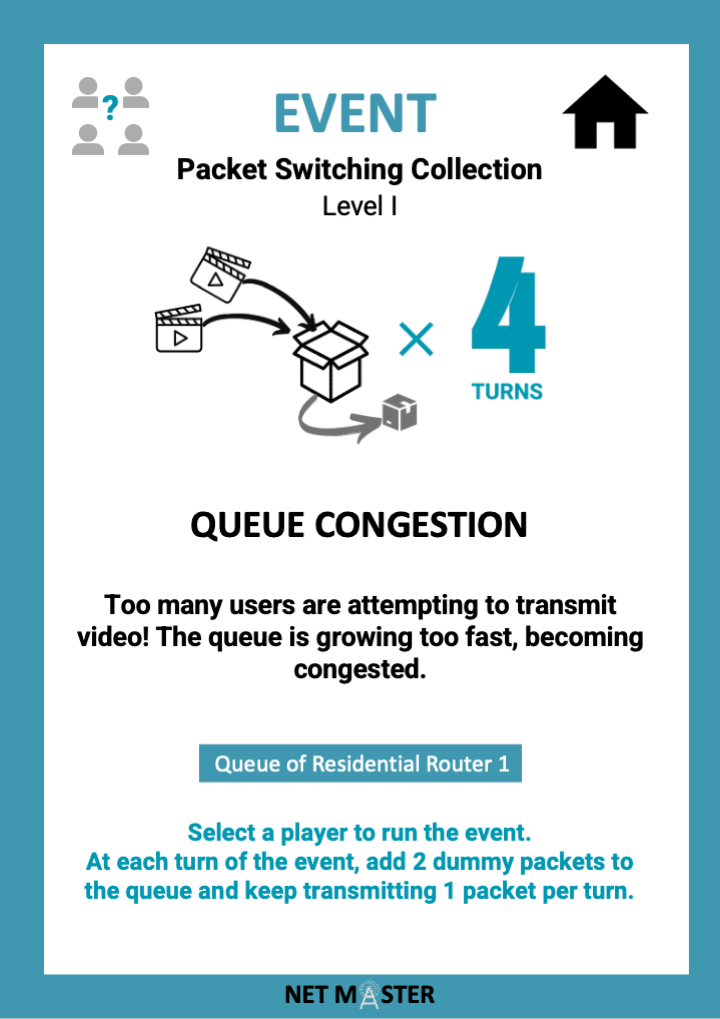 ?
EVENT
Packet Switching Collection
Level I
× 4
TURNS
QUEUE CONGESTION
Too many users are attempting to transmit
video! The queue is growing too fast, becoming
congested.
Queue of Residential Router 1
Select a player to run the event.
At each turn of the event, add 2 dummy packets to
the queue and keep transmitting 1 packet per turn.
NET MASTER